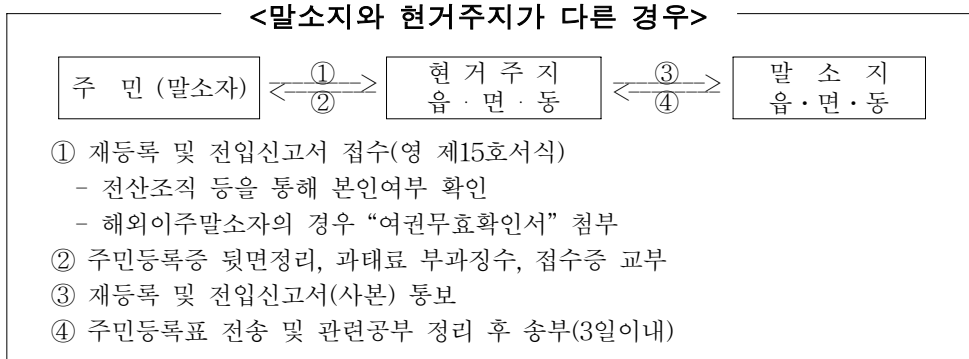 <말소지와 현거주지가 다른 경우>
주 민 (말소자) ① 현 거 주 지 ③ 말 소 지
② 읍 · 면 · 동 ④ 읍 · 면 · 동
① 재등록 및 전입신고서 접수(영 제15호서식)
- 전산조직 등을 통해 본인여부 확인
- 해외이주말소자의 경우 “여권무효확인서” 첨부
② 주민등록증 뒷면정리, 과태료 부과징수, 접수증 교부
③ 재등록 및 전입신고서(사본) 통보
④ 주민등록표 전송 및 관련공부 정리 후 송부(3일이내)